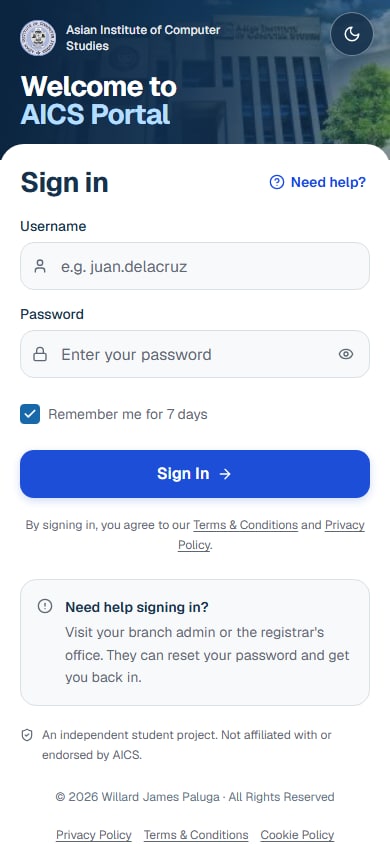 Asian Institute of Computer
Studies
Welcome to
AICS Portal
Sign in
Need help?
Username
e.g. juan.delacruz
Password
Enter your password
Remember me for 7 days
Sign In
By signing in, you agree to our Terms & Conditions and Privacy
Policy.
Need help signing in?
Visit your branch admin or the registrar's
office. They can reset your password and get
you back in.
An independent student project. Not affiliated with or
endorsed by AICS.
© 2026 Willard James Paluga · All Rights Reserved
Privacy Policy Terms & Conditions Cookie Policy